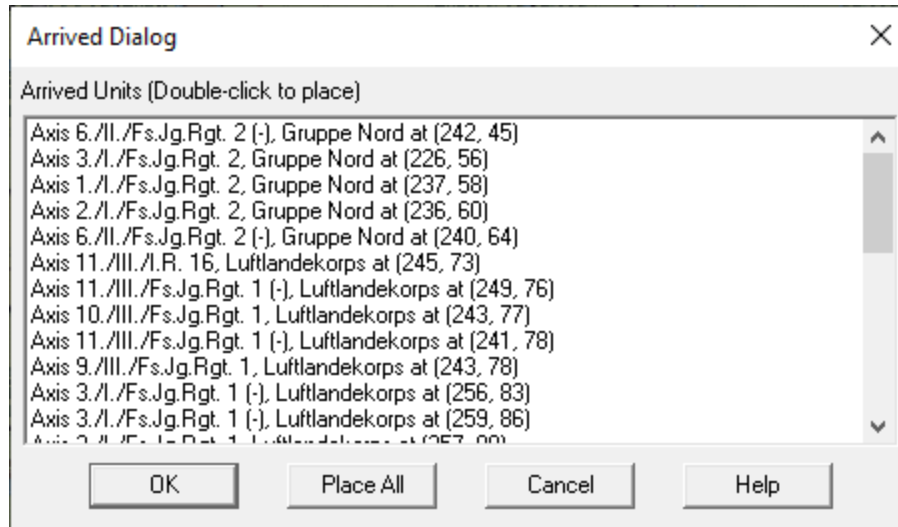 Arrived Dialog
Arrived Units (Double-click to place)
Axis 6./II./Fs.Jg.Rgt. 2 (-), Gruppe Nord at (242, 45)
Axis 3./I./Fs.Jg.Rgt. 2, Gruppe Nord at (226, 56)
Axis 1./I./Fs.Jg.Rgt. 2, Gruppe Nord at (237, 58)
Axis 2./I./Fs.Jg.Rgt. 2, Gruppe Nord at (236, 60)
Axis 6./II./Fs.Jg.Rgt. 2 (-), Gruppe Nord at (240, 64)
Axis 11./III./I.R. 16, Luftlandekorps at (245, 73)
Axis 11./III./Fs.Jg.Rgt. 1 (-), Luftlandekorps at (249, 76)
Axis 10./III./Fs.Jg.Rgt. 1, Luftlandekorps at (243, 77)
Axis 11./III./Fs.Jg.Rgt. 1 (-), Luftlandekorps at (241, 78)
Axis 9./III./Fs.Jg.Rgt. 1, Luftlandekorps at (243, 78)
Axis 3./I./Fs.Jg.Rgt. 1 (-), Luftlandekorps at (256, 83)
Axis 3./I./Fs.Jg.Rgt. 1 (-), Luftlandekorps at (259, 86)
OK
Place All
Cancel
Help